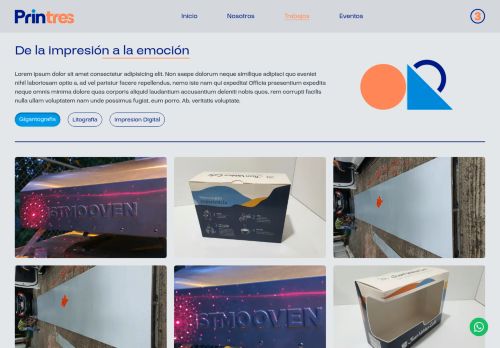 Printres
Inicio
Nosotros
Trabajos
Eventos
3
De la impresión a la emoción
Lorem ipsum dolor sit amet consectetur adipisicing elit. Non saepe dolorum neque similique adipisci quo eveniet
nihil laboriosam optio a, ad vel pariatur facere repellendus, nemo iste nam qui expedita! Officia praesentium expedita
neque omnis minima dolore quas corporis aliquid laudantium accusantium deleniti nobis quos, rem corrupti facilis
nulla ullam voluptatem nam unde possimus fugiat, eum porro. Ab, veritatis voluptate.
Gigantografía
Litografía
Impresion Digital
STMOOVEN
STMOOVEN